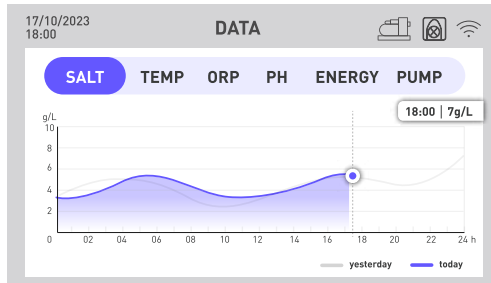 17/10/2023
18:00
DATA
SALT TEMP ORP PH ENERGY PUMP
18:00 | 7g/L
g/L
10
8
6
4
2
0 02 04 06 08 10 12 14 16 18 20 22 24 h
yesterday today